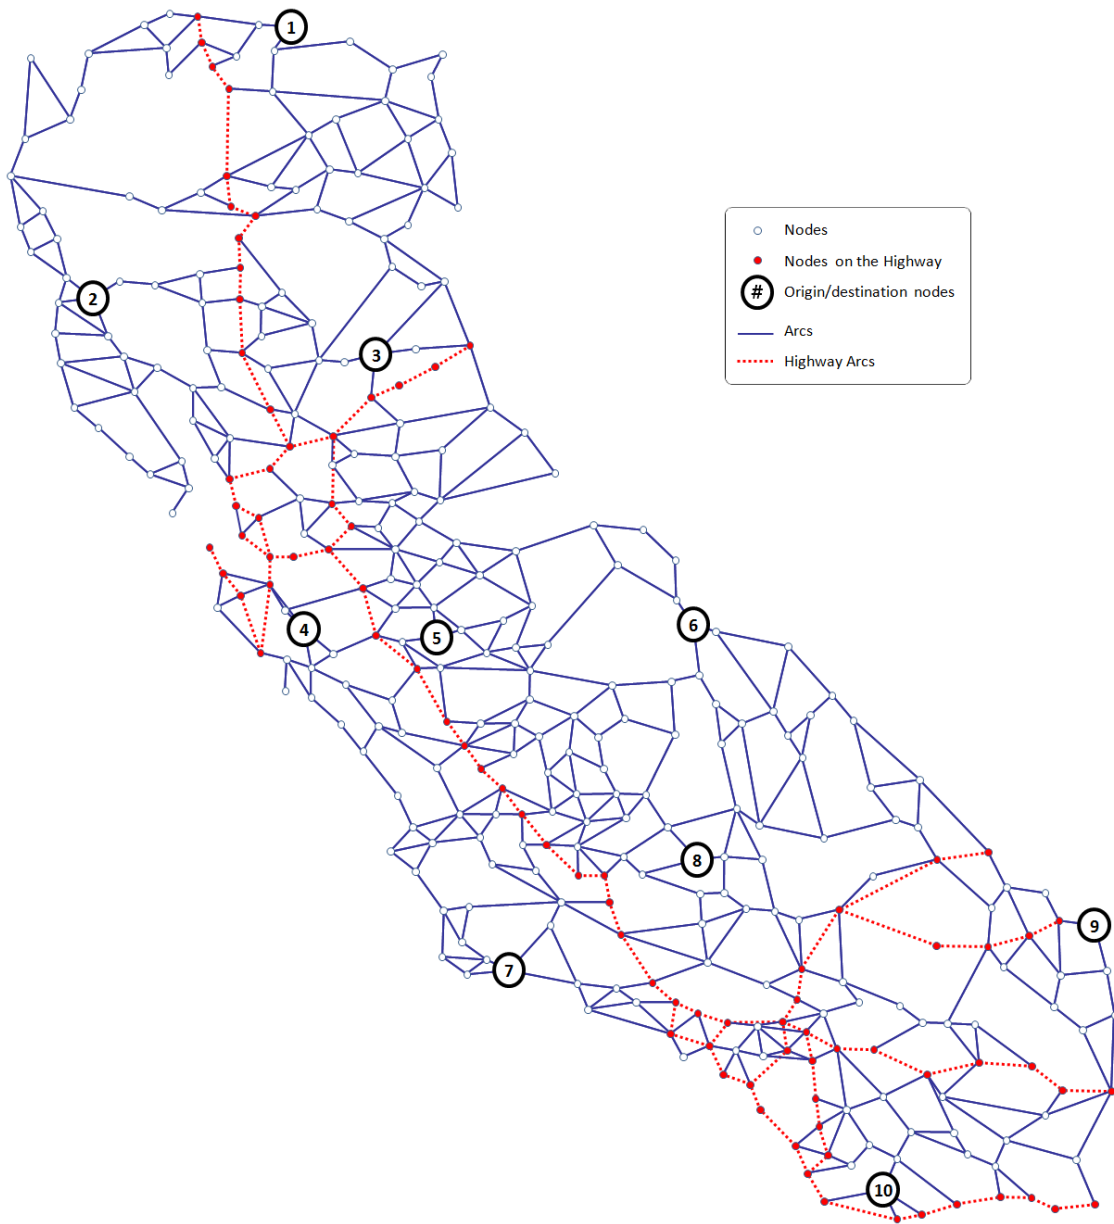 1
2
3
4
5
6
7
8
9
10
Nodes
Nodes on the Highway
# Origin/destination nodes
Arcs
Highway Arcs